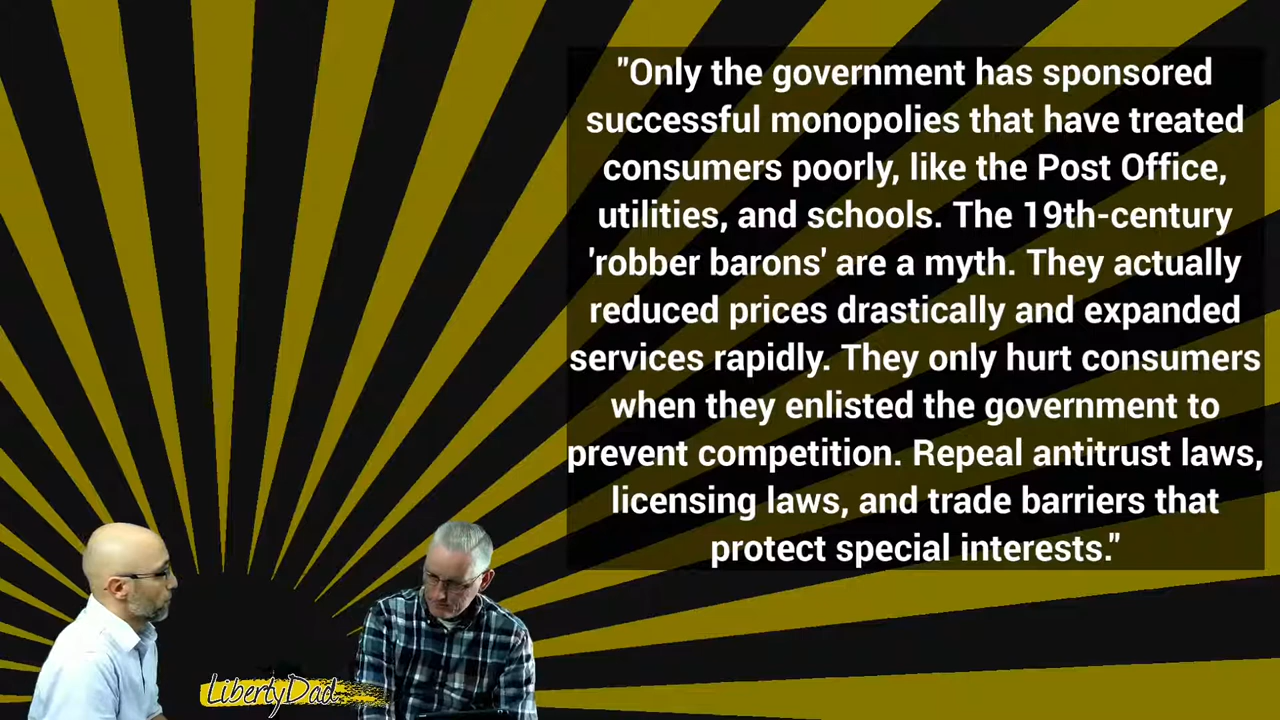 "Only the government has sponsored
successful monopolies that have treated
consumers poorly, like the Post Office,
utilities, and schools. The 19th-century
'robber barons' are a myth. They actually
reduced prices drastically and expanded
services rapidly. They only hurt consumers
when they enlisted the government to
prevent competition. Repeal antitrust laws,
licensing laws, and trade barriers that
protect special interests."
LibertyDad